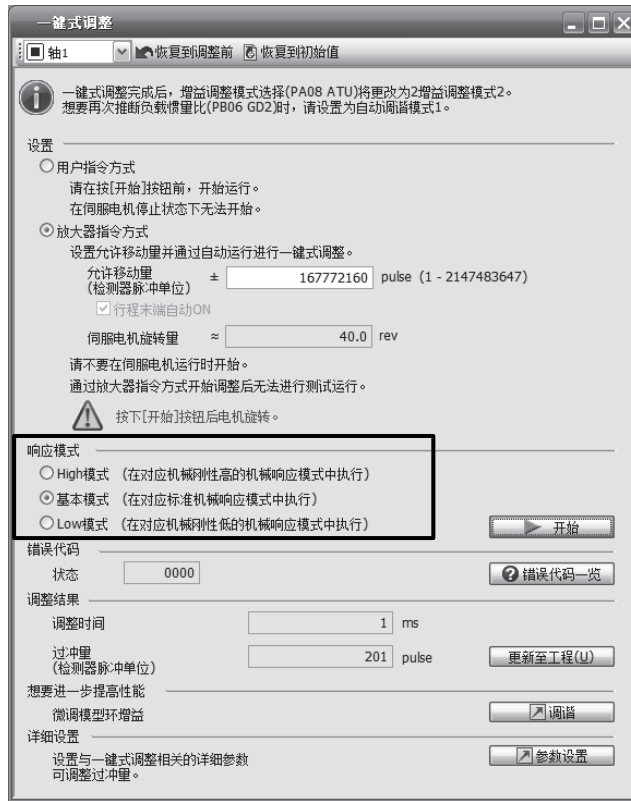 一键式调整
轴1 恢复到调整前 恢复到初始值
一键式调整完成后，增益调整模式选择(PA08 ATU)将更改为2增益调整模式2。
想要再次推断负载惯量比(PB06 GD2)时，请设置为自动调谐模式1。
设置
用户指令方式
请在按[开始]按钮前，开始运行。
在伺服电机停止状态下无法开始。
放大器指令方式
设置允许移动量并通过自动运行进行一键式调整。
允许移动量
(检测器脉冲单位)
± 167772160 pulse (1 - 2147483647)
行程末端自动ON
伺服电机旋转量 ≈ 40.0 rev
请不要在伺服电机运行时开始。
通过放大器指令方式开始调整后无法进行测试运行。
按下[开始]按钮后电机旋转。
响应模式
High模式 (在对应机械刚性高的机械响应模式中执行)
基本模式 (在对应标准机械响应模式中执行)
Low模式 (在对应机械刚性低的机械响应模式中执行)
开始
错误代码
状态 0000 错误代码一览
调整结果
调整时间 1 ms
过冲量
(检测器脉冲单位)
201 pulse 更新至工程(U)
想要进一步提高性能
微调模型环增益 调谐
详细设置
设置与一键式调整相关的详细参数
可调整过冲量。
参数设置